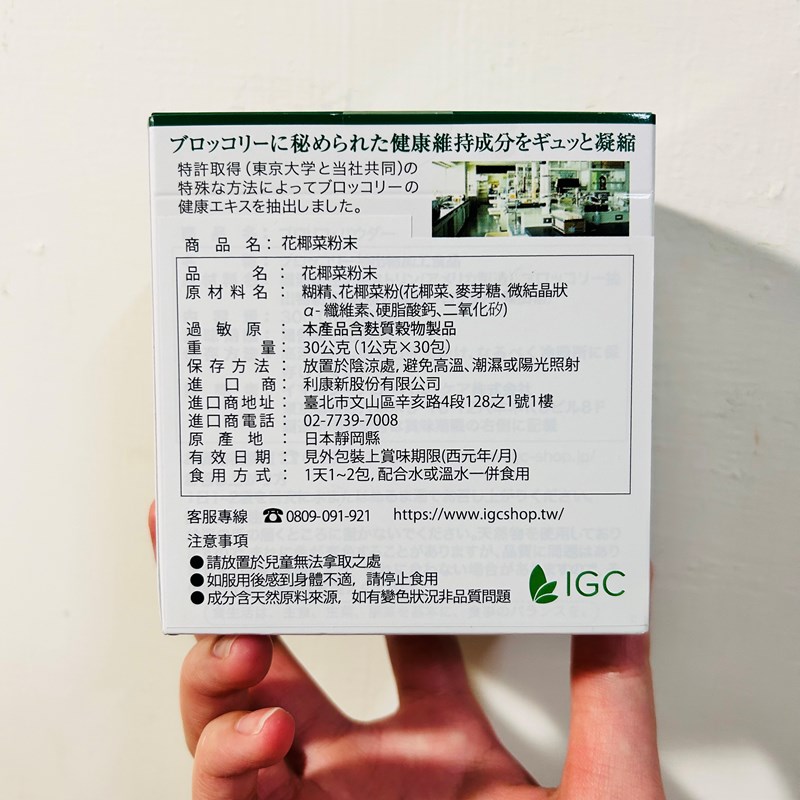 ブロッコリーに秘められた健康維持成分をギュッと凝縮
特許取得（東京大学と当社共同）の
特殊な方法によってブロッコリーの
健康エキスを抽出しました。
商品名：花椰菜粉末
品名：花椰菜粉末
原材料名：糊精、花椰菜粉(花椰菜、麥芽糖、微結晶狀
α-纖維素、硬脂酸鈣、二氧化矽)
過敏原：本產品含麩質穀物製品
重量：30公克（1公克×30包）
保存方法：放置於陰涼處，避免高溫、潮濕或陽光照射
進口商：利康新股份有限公司
進口商地址：臺北市文山區辛亥路4段128之1號1樓
進口商電話：02-7739-7008
原產地：日本靜岡縣
有效日期：見外包裝上賞味期限(西元年/月)
食用方式：1天1~2包，配合水或溫水一併食用
客服專線 ☎0809-091-921 https://www.igcshop.tw/
注意事項
●請放置於兒童無法拿取之處
●如服用後感到身體不適，請停止食用
●成分含天然原料來源，如有變色狀況非品質問題
IGC